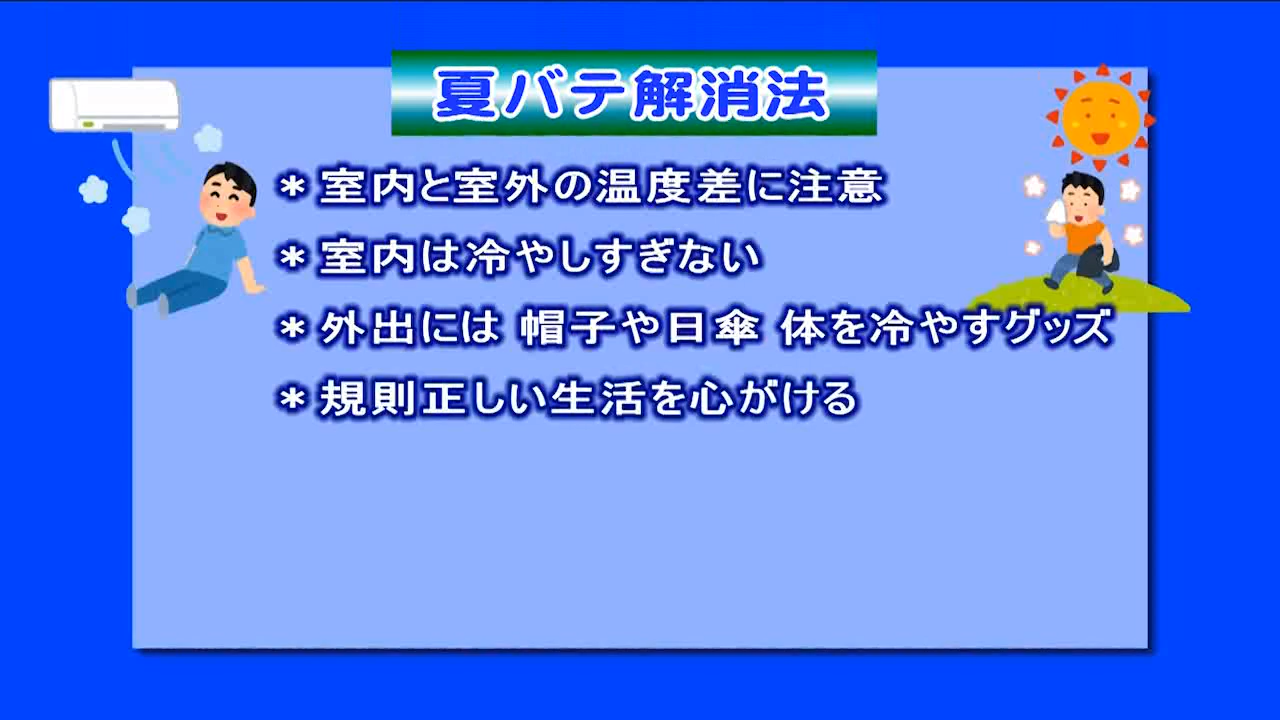 夏バテ解消法
＊室内と室外の温度差に注意
＊室内は冷やしすぎない
＊外出には 帽子や日傘 体を冷やすグッズ
＊規則正しい生活を心がける